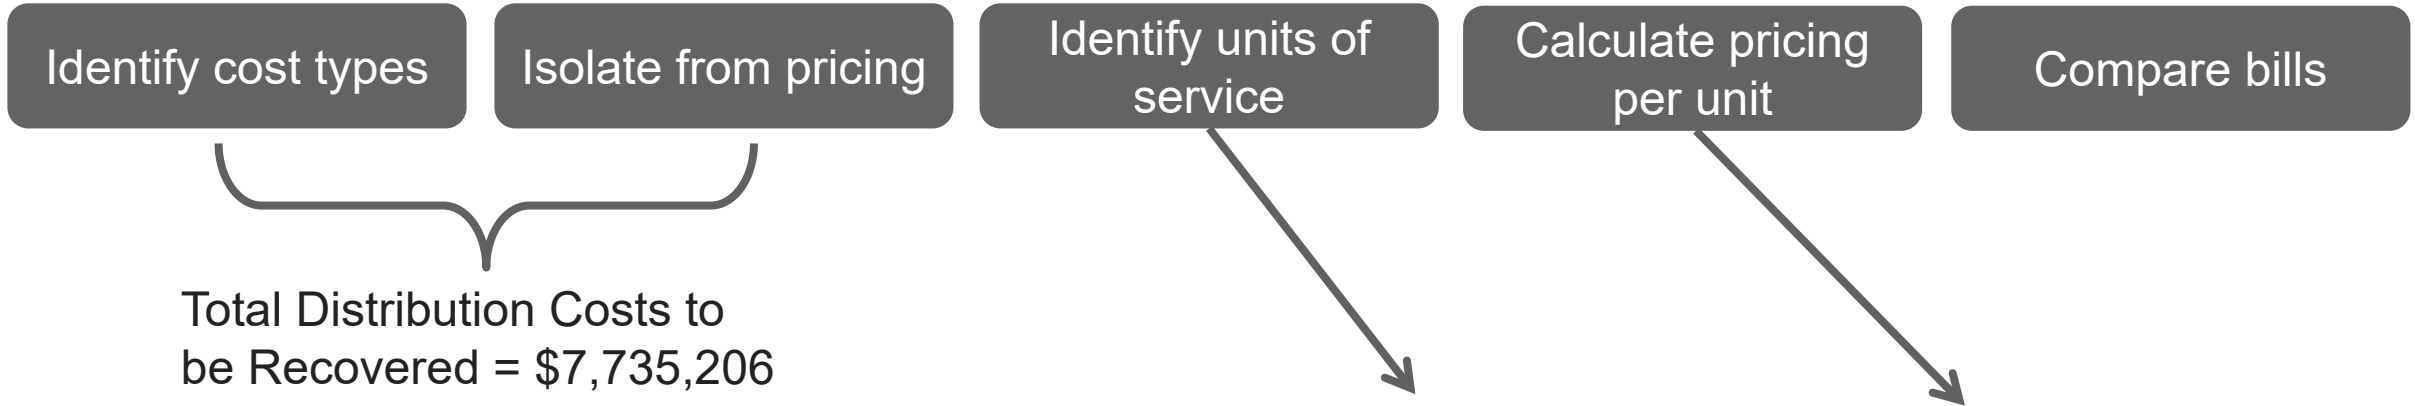 Identify cost types
Isolate from pricing
Identify units of
service
Calculate pricing
per unit
Compare bills
Total Distribution Costs to
be Recovered = $7,735,206